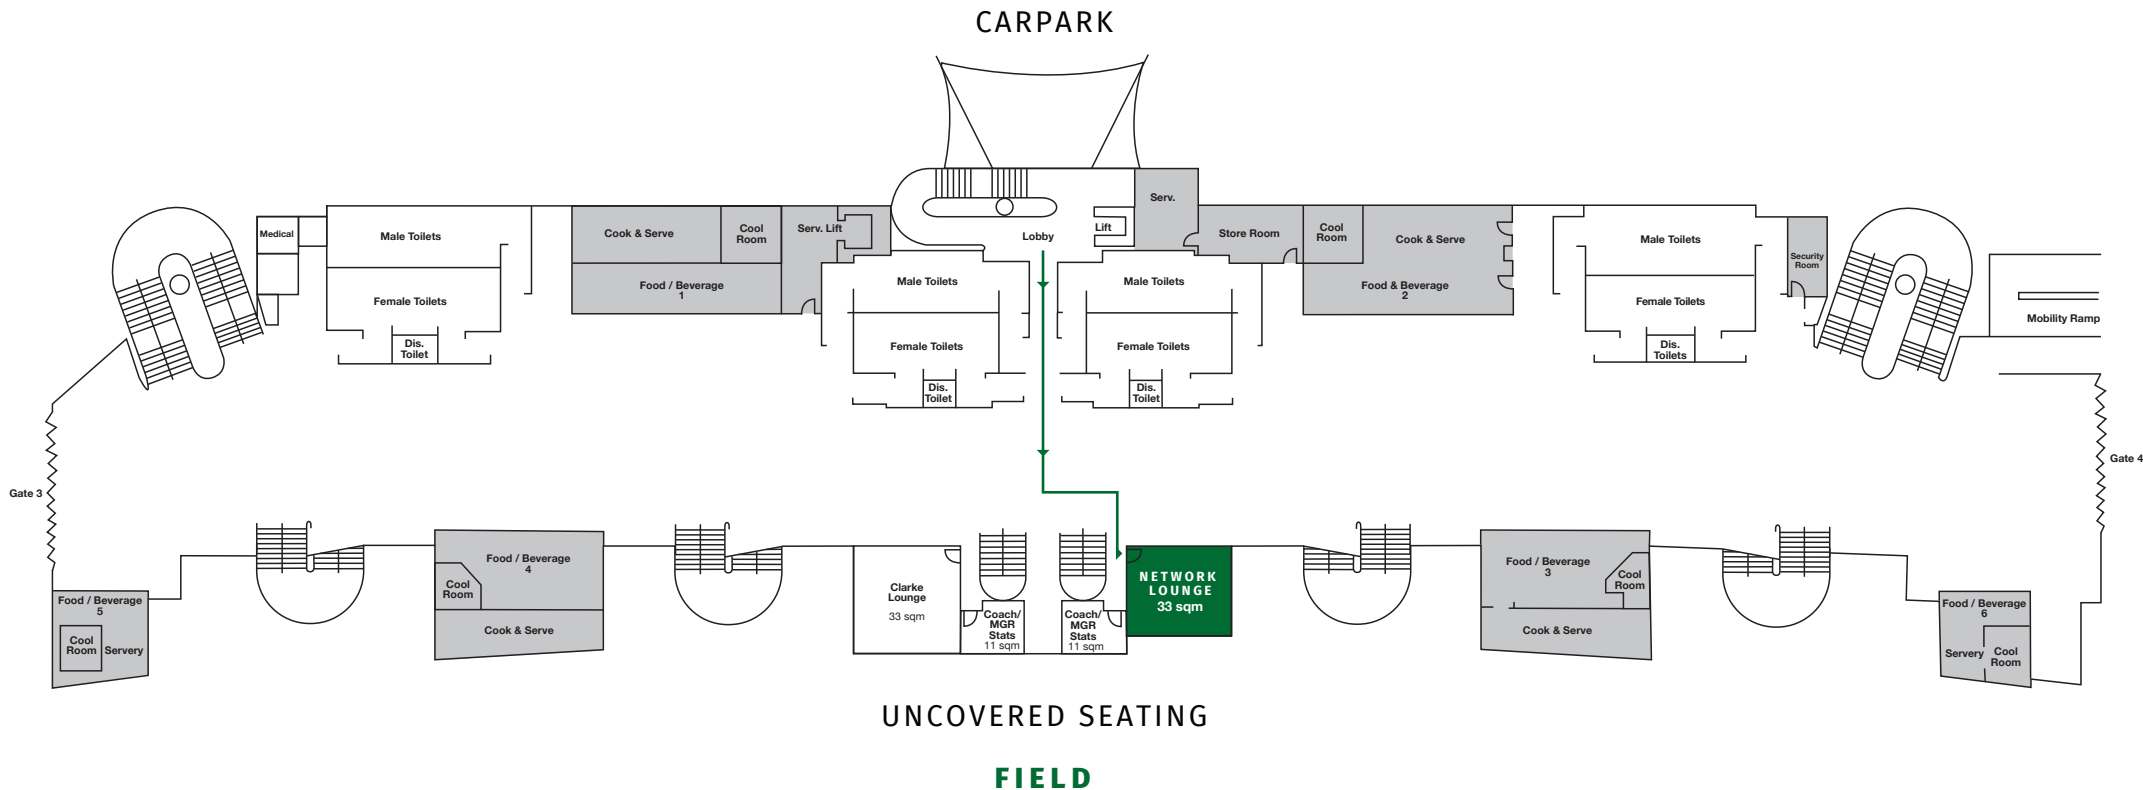 CARPARK
Serv.
Medical
Male Toilets
Cook & Serve
Cool
Room
Serv. Lift
Lobby
Lift
Store Room
Cool
Room
Cook & Serve
Male Toilets
Security
Room
Female Toilets
Food / Beverage
1
Male Toilets
Male Toilets
Food & Beverage
2
Female Toilets
Mobility Ramp
Dis.
Toilet
Female Toilets
Female Toilets
Dis.
Toilets
Dis.
Toilet
Dis.
Toilet
Gate 3
Gate 4
Food / Beverage
5
Cool
Room
Servery
Food / Beverage
4
Cool
Room
Cook & Serve
Clarke
Lounge
33 sqm
Coach/
MGR
Stats
11 sqm
Coach/
MGR
Stats
11 sqm
NETWORK
LOUNGE
33 sqm
Food / Beverage
3
Cool
Room
Cook & Serve
Food / Beverage
6
Servery
Cool
Room
UNCOVERED SEATING
FIELD